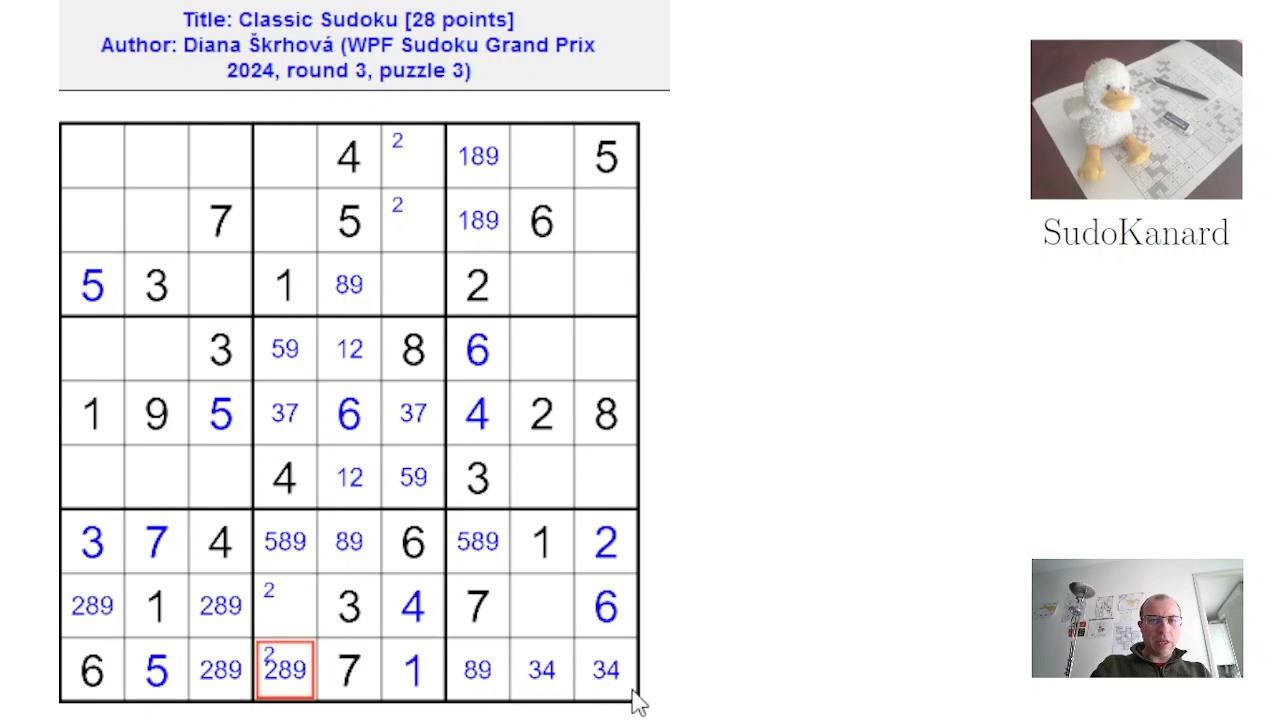 Title: Classic Sudoku [28 points]
Author: Diana Škrhová (WPF Sudoku Grand Prix
2024, round 3, puzzle 3)
4 2 189 5
7 5 2 189 6
5 3 1 89 2
3 59 12 8 6
1 9 5 37 6 37 4 2 8
4 12 59 3
3 7 4 589 89 6 589 1 2
289 1 289 2 3 4 7 6
6 5 289 2 289 7 1 89 34 34
SudoKanard